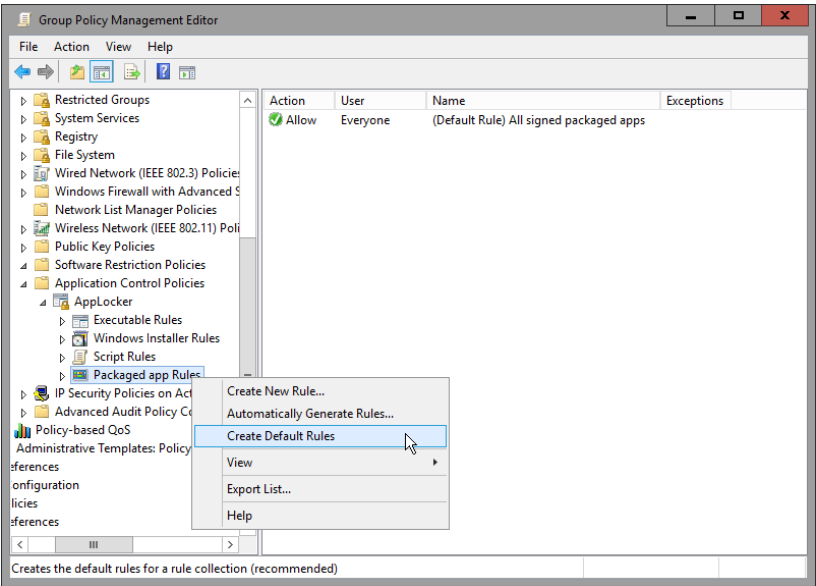 Group Policy Management Editor
File Action View Help
Restricted Groups
System Services
Registry
File System
Wired Network (IEEE 802.3) Policies
Windows Firewall with Advanced S
Network List Manager Policies
Wireless Network (IEEE 802.11) Poli
Public Key Policies
Software Restriction Policies
Application Control Policies
AppLocker
Executable Rules
Windows Installer Rules
Script Rules
Packaged app Rules
IP Security Policies on Act
Advanced Audit Policy Co
Policy-based QoS
Administrative Templates: Policy
eferences
onfiguration
licies
eferences
Action User Name Exceptions
Allow Everyone (Default Rule) All signed packaged apps
Create New Rule...
Automatically Generate Rules...
Create Default Rules
View
Export List...
Help
Creates the default rules for a rule collection (recommended)